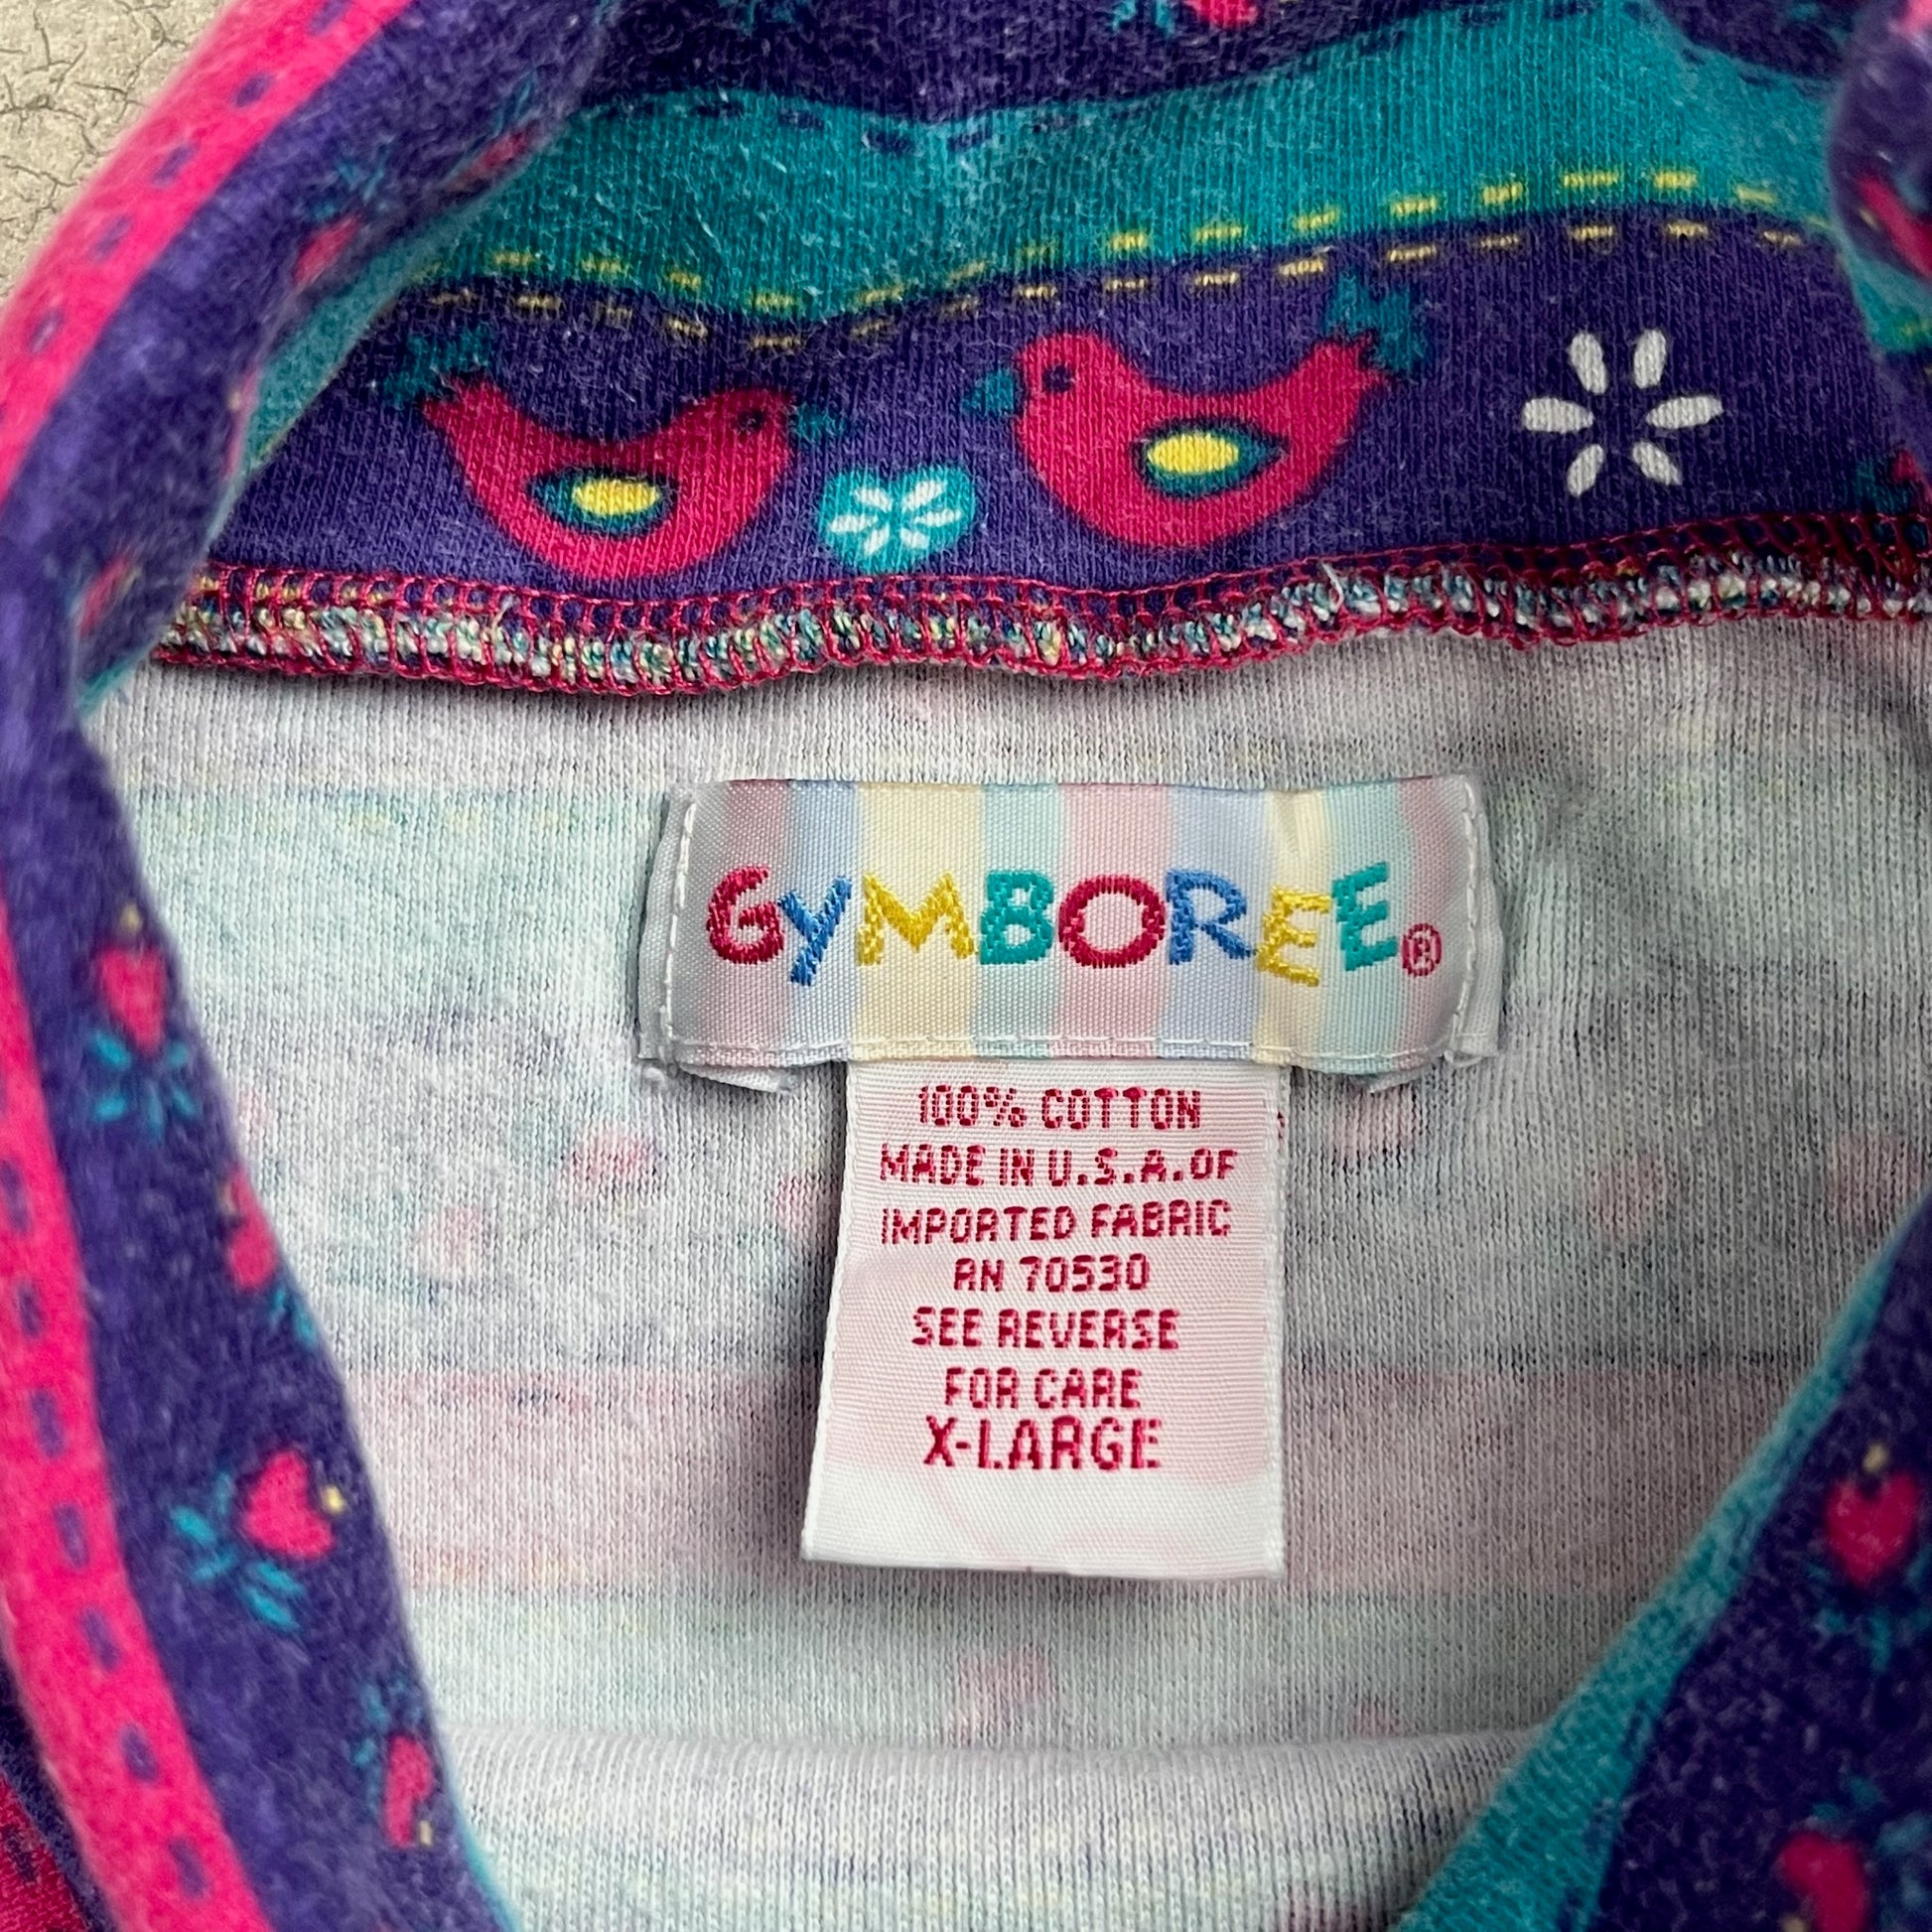 GYMBOREE®
100% COTTON
MADE IN U.S.A.OF
IMPORTED FABRIC
RN 70530
SEE REVERSE
FOR CARE
X-LARGE